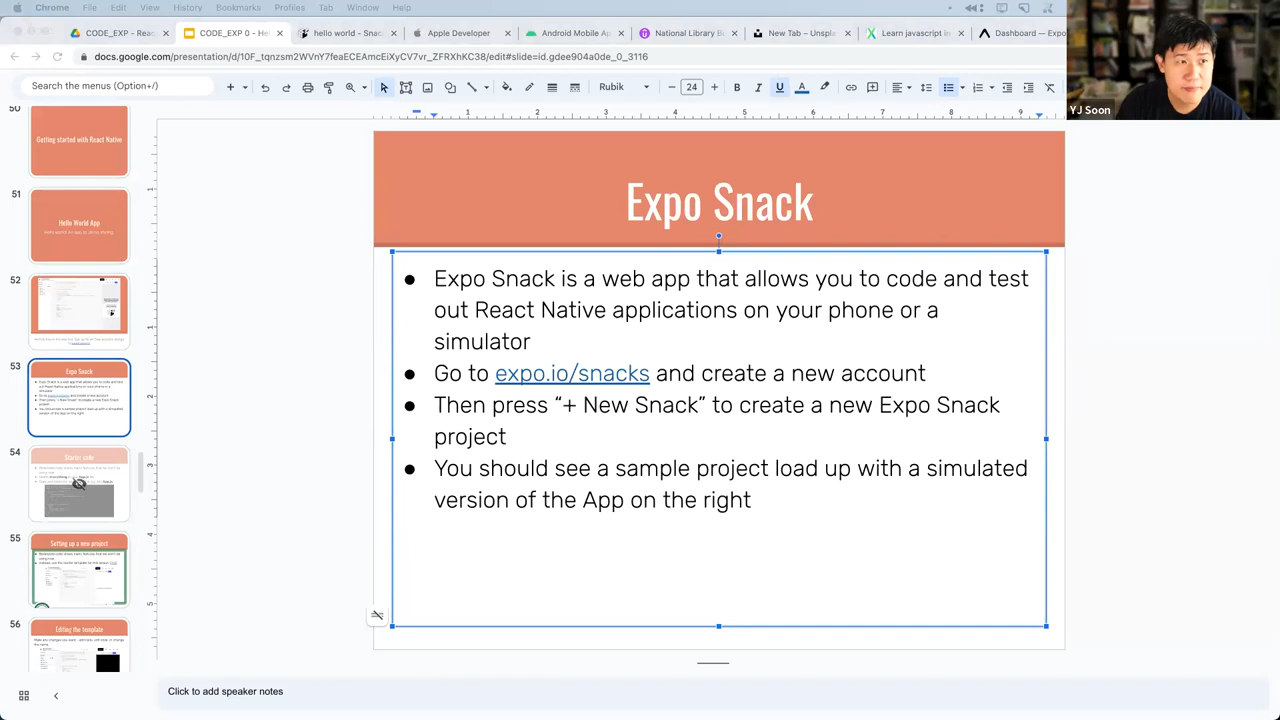 Chrome File Edit View History Bookmarks Profiles Tab Window Help
CODE_EXP - Rea
CODE_EXP 0 - He
Hello world
Apple Developer
Android Mobile Ap
National Library Bo
New Tab - Unspla
learn javascript in
Dashboard — Expo
docs.google.com/presentation/d/
Search the menus (Option+/)
Rubik
24
YJ Soon
50
Getting started with React Native
51
Hello World App
52
53
Expo Snack
54
Starter code
55
Setting up a new project
56
Editing the template
Expo Snack
● Expo Snack is a web app that allows you to code and test
out React Native applications on your phone or a
simulator
● Go to expo.io/snacks and create a new account
● Then press “+ New Snack” to create a new Expo Snack
project
● You should see a sample project load up with a simulated
version of the App on the right
Click to add speaker notes